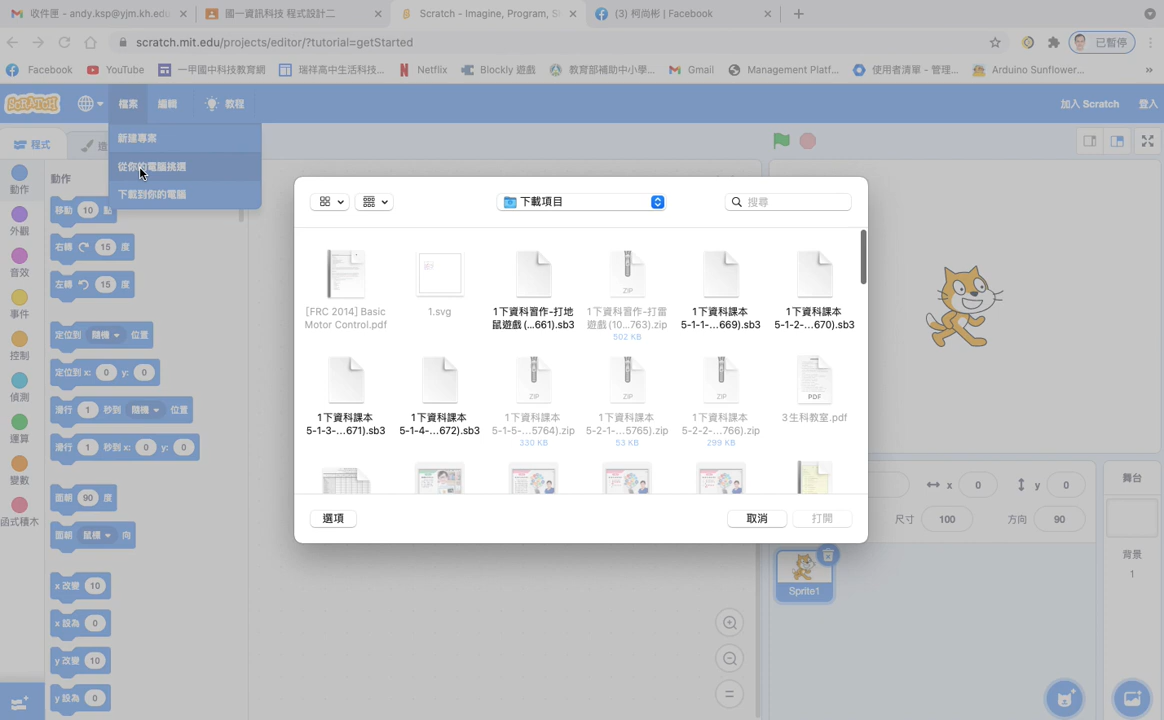 收件匣 - andy.ksp@yjm.kh.edu
國一資訊科技 程式設計二
Scratch - Imagine, Program, S
(3) 柯尚彬 | Facebook
scratch.mit.edu/projects/editor/?tutorial=getStarted
已暫停
Facebook
YouTube
一甲國中科技教育網
瑞祥高中生活科技...
Netflix
Blockly 遊戲
教育部補助中小學...
Gmail
Management Platf...
使用者清單 - 管理...
Arduino Sunflower...
SCRATCH
檔案
編輯
教程
加入 Scratch
登入
新建專案
從你的電腦挑選
下載到你的電腦
程式
造
動作
外觀
音效
事件
控制
偵測
運算
變數
函式積木
動作
移動 10 點
右轉 15 度
左轉 15 度
定位到 隨機 位置
定位到 x: 0 y: 0
滑行 1 秒到 隨機 位置
滑行 1 秒到 x: 0 y: 0
面朝 90 度
面朝 鼠標 向
x 改變 10
x 設為 0
y 改變 10
y 設為 0
下載項目
搜尋
[FRC 2014] Basic
Motor Control.pdf
1.svg
1下資科習作-打地
鼠遊戲 (...661).sb3
1下資科習作-打雷
遊戲 (10...763).zip
502 KB
1下資科課本
5-1-1-...669).sb3
1下資科課本
5-1-2-...670).sb3
1下資科課本
5-1-3-...671).sb3
1下資科課本
5-1-4-...672).sb3
ZIP
1下資科課本
5-1-5-...5764).zip
330 KB
ZIP
1下資科課本
5-2-1-...5765).zip
53 KB
ZIP
1下資科課本
5-2-2-...766).zip
299 KB
PDF
3生科教室.pdf
ZIP
選項
取消
打開
x 0
y 0
尺寸 100
方向 90
Sprite1
舞台
背景
1